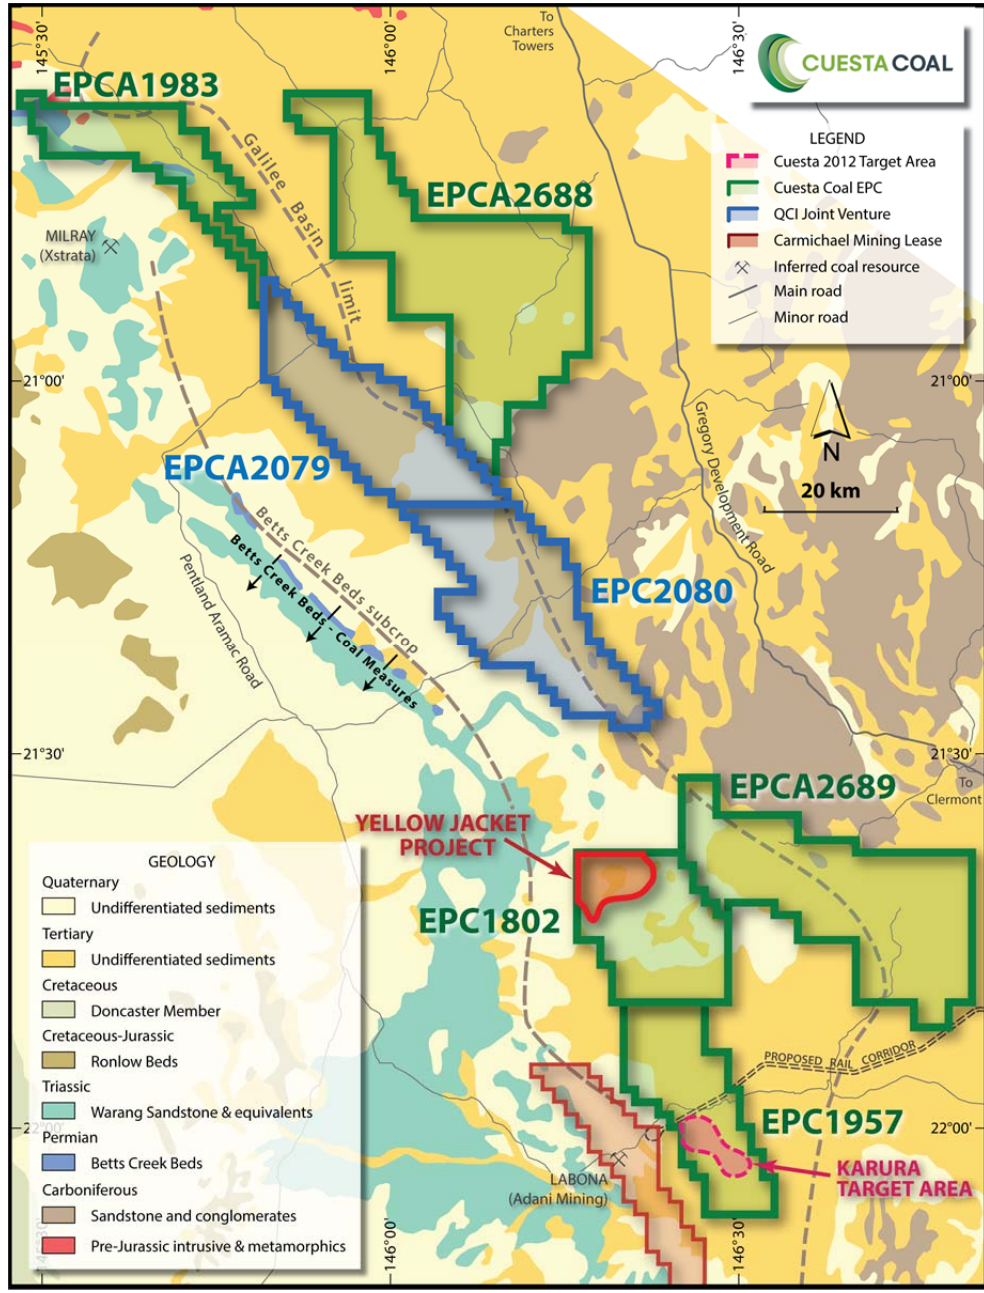 145°30'
146°00'
To
Charters
Towers
146°30'
CUESTA COAL
EPCA1983
Galilee Basin limit
EPCA2688
LEGEND
Cuesta 2012 Target Area
Cuesta Coal EPC
QCI Joint Venture
Carmichael Mining Lease
Inferred coal resource
Main road
Minor road
MILRAY
(Xstrata)
21°00'
21°00'
N
20 km
Gregory Development Road
EPCA2079
Betts Creek Beds subcrop
Betts Creek Beds - Coal Measures
Pentland Aramac Road
EPC2080
21°30'
21°30'
To
Clermont
EPCA2689
YELLOW JACKET
PROJECT
EPC1802
GEOLOGY
Quaternary
Undifferentiated sediments
Tertiary
Undifferentiated sediments
Cretaceous
Doncaster Member
Cretaceous-Jurassic
Ronlow Beds
Triassic
Warang Sandstone & equivalents
Permian
Betts Creek Beds
Carboniferous
Sandstone and conglomerates
Pre-Jurassic intrusive & metamorphics
PROPOSED RAIL CORRIDOR
EPC1957
22°00'
22°00'
KARURA
TARGET AREA
LABONA
(Adani Mining)
145°30'
146°00'
146°30'